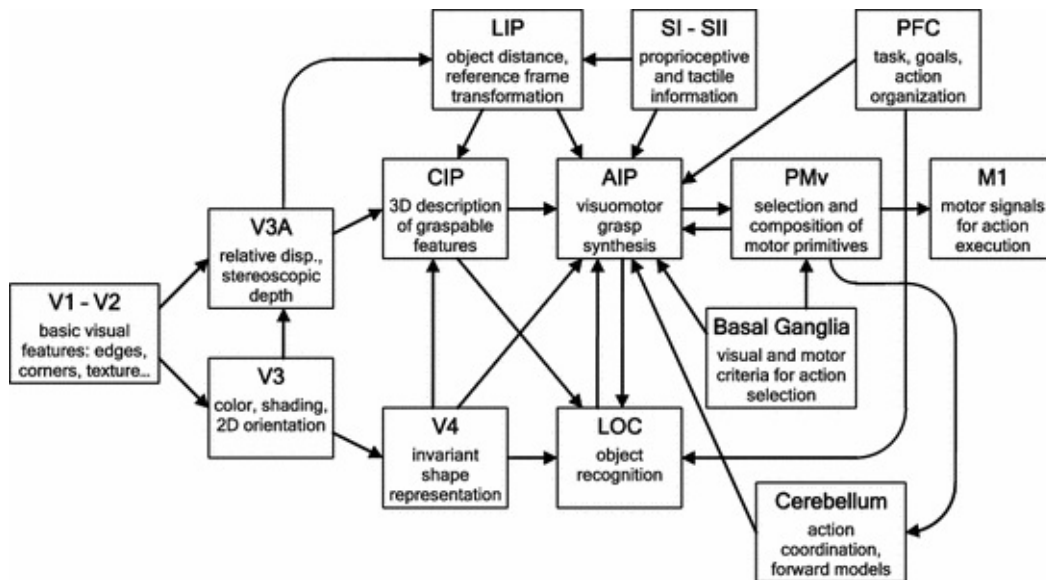 LIP
object distance,
reference frame
transformation
SI - SII
proprioceptive
and tactile
information
PFC
task, goals,
action
organization
CIP
3D description
of graspable
features
AIP
visuomotor
grasp
synthesis
PMv
selection and
composition of
motor primitives
M1
motor signals
for action
execution
V3A
relative disp.,
stereoscopic
depth
V1 - V2
basic visual
features: edges,
corners, texture...
V3
color, shading,
2D orientation
V4
invariant
shape
representation
LOC
object
recognition
Basal Ganglia
visual and motor
criteria for action
selection
Cerebellum
action
coordination,
forward models